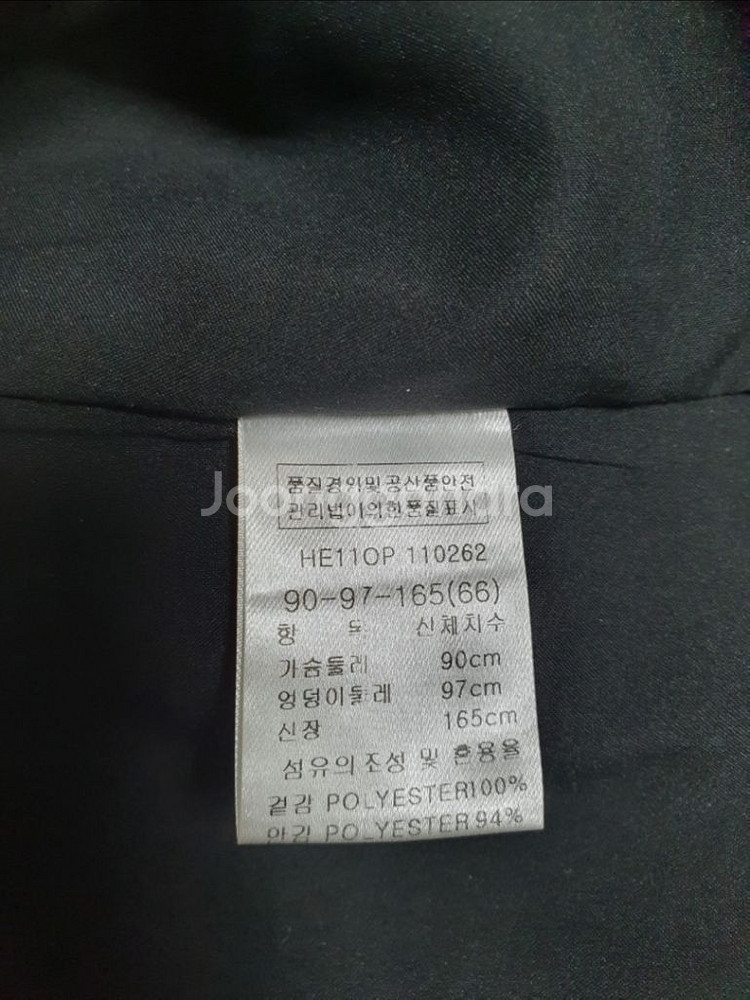 품질경영및공산품안전
관리법에의한품질표시
Joonggonara
HE11OP 110262
90-97-165(66)
항 목 신체치수
가슴둘레 90cm
엉덩이둘레 97cm
신장 165cm
섬유의조성 및 혼용율
겉감 POLYESTER100%
안감 POLYESTER 94%